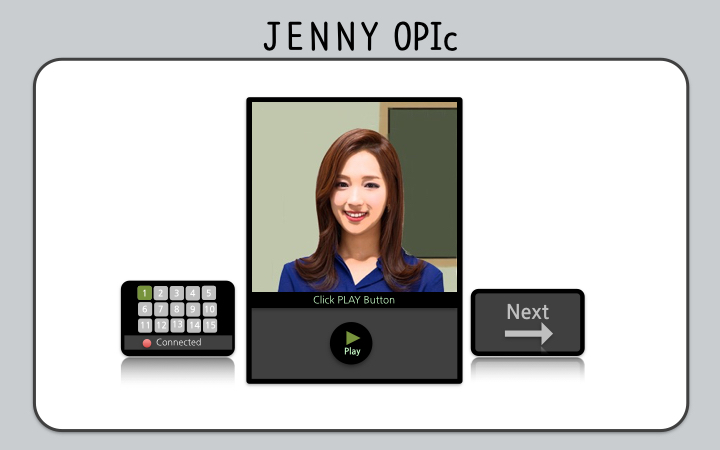 JENNY OPIc
1 2 3 4 5
6 7 8 9 10
11 12 13 14 15
Connected
Click PLAY Button
Play
Next